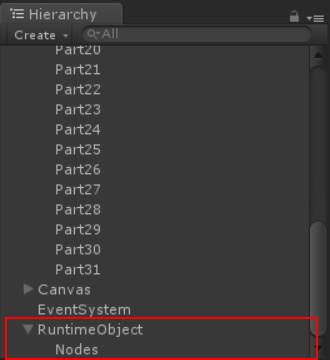 Hierarchy
Create All
Part20
Part21
Part22
Part23
Part24
Part25
Part26
Part27
Part28
Part29
Part30
Part31
Canvas
EventSystem
RuntimeObject
Nodes